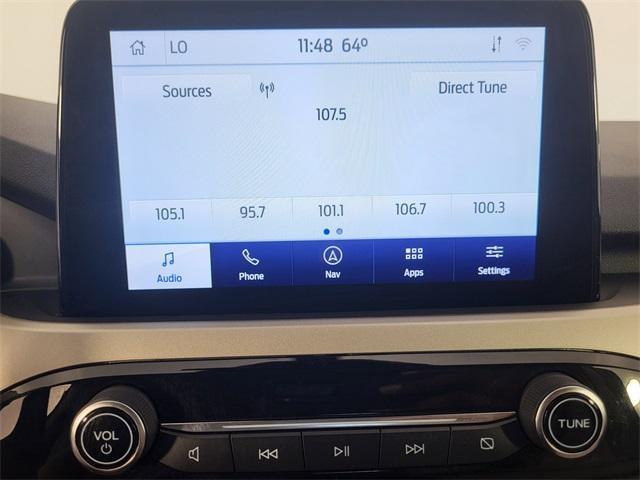 LO 11:48 64º
Sources Direct Tune
107.5
105.1 95.7 101.1 106.7 100.3
Audio Phone Nav Apps Settings
VOL TUNE